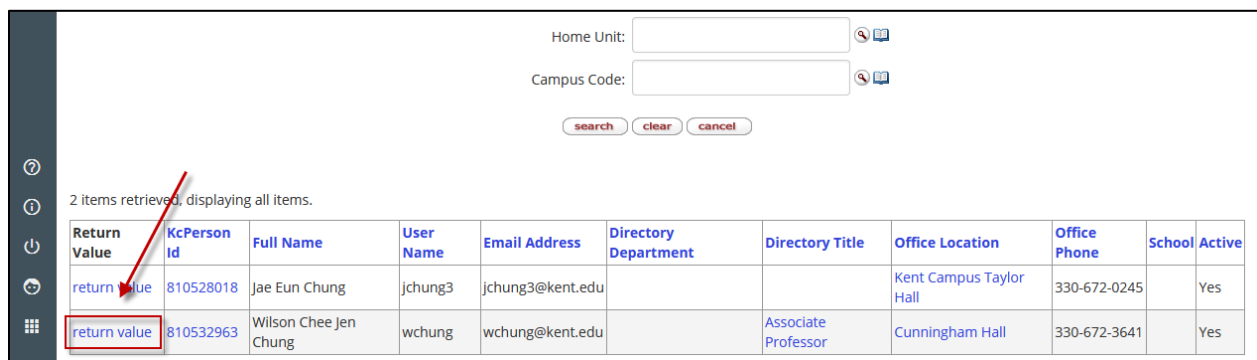 Home Unit:
Campus Code:
search clear cancel
2 items retrieved, displaying all items.
Return Value KcPerson Id Full Name User Name Email Address Directory Department Directory Title Office Location Office Phone School Active
return value 810528018 Jae Eun Chung jchung3 jchung3@kent.edu Kent Campus Taylor Hall 330-672-0245 Yes
return value 810532963 Wilson Chee Jen Chung wchung wchung@kent.edu Associate Professor Cunningham Hall 330-672-3641 Yes